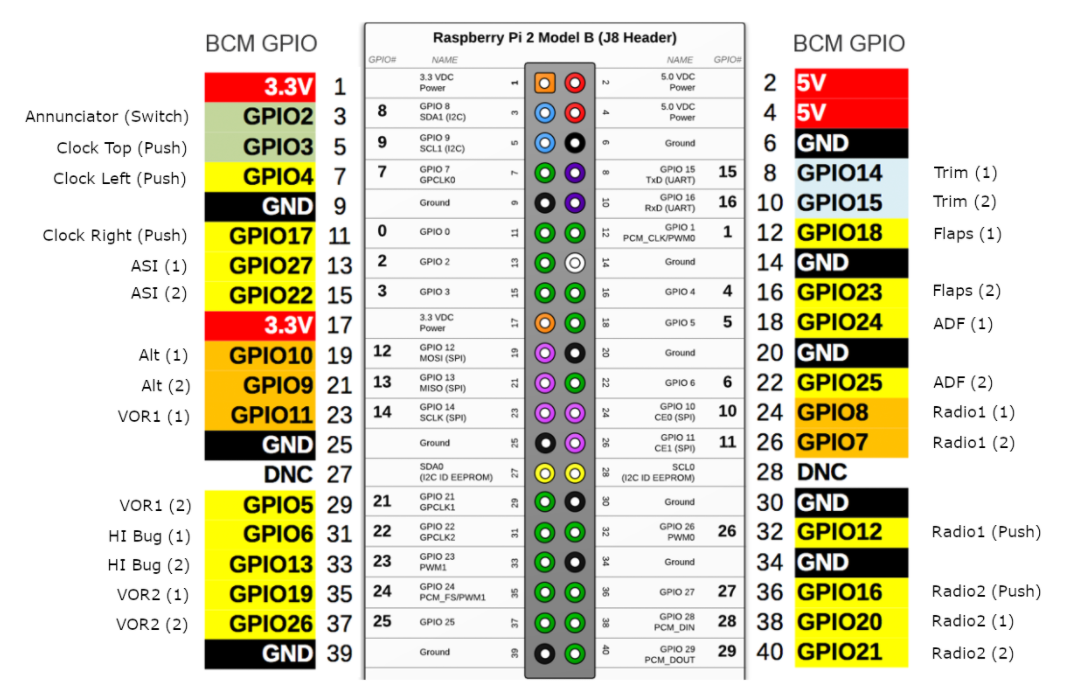 BCM GPIO
Raspberry Pi 2 Model B (J8 Header)
BCM GPIO
GPIO# NAME NAME GPIO#
3.3V 1 3.3 VDC Power 1 2 5.0 VDC Power 2 5V
Annunciator (Switch) GPIO2 3 8 GPIO 8 SDA1 (I2C) 3 4 5.0 VDC Power 4 5V
Clock Top (Push) GPIO3 5 9 GPIO 9 SCL1 (I2C) 5 6 Ground 6 GND
Clock Left (Push) GPIO4 7 7 GPIO 7 GPCLK0 7 8 GPIO 15 TxD (UART) 15 8 GPIO14 Trim (1)
GND 9 Ground 9 10 GPIO 16 RxD (UART) 16 10 GPIO15 Trim (2)
Clock Right (Push) GPIO17 11 0 GPIO 0 11 12 GPIO 1 PCM_CLK/PWM0 1 12 GPIO18 Flaps (1)
ASI (1) GPIO27 13 2 GPIO 2 13 14 Ground 14 GND
ASI (2) GPIO22 15 3 GPIO 3 15 16 GPIO 4 4 16 GPIO23 Flaps (2)
3.3V 17 3.3 VDC Power 17 18 GPIO 5 5 18 GPIO24 ADF (1)
Alt (1) GPIO10 19 12 GPIO 12 MOSI (SPI) 19 20 Ground 20 GND
Alt (2) GPIO9 21 13 GPIO 13 MISO (SPI) 21 22 GPIO 6 6 22 GPIO25 ADF (2)
VOR1 (1) GPIO11 23 14 GPIO 14 SCLK (SPI) 23 24 GPIO 10 CE0 (SPI) 10 24 GPIO8 Radio1 (1)
GND 25 Ground 25 26 GPIO 11 CE1 (SPI) 11 26 GPIO7 Radio1 (2)
DNC 27 SDA0 (I2C ID EEPROM) 27 28 SCL0 (I2C ID EEPROM) 28 DNC
VOR1 (2) GPIO5 29 21 GPIO 21 GPCLK1 29 30 Ground 30 GND
HI Bug (1) GPIO6 31 22 GPIO 22 GPCLK2 31 32 GPIO 26 PWM0 26 32 GPIO12 Radio1 (Push)
HI Bug (2) GPIO13 33 23 GPIO 23 PWM1 33 34 Ground 34 GND
VOR2 (1) GPIO19 35 24 GPIO 24 PCM_FS/PWM1 35 36 GPIO 27 27 36 GPIO16 Radio2 (Push)
VOR2 (2) GPIO26 37 25 GPIO 25 37 38 GPIO 28 PCM_DIN 28 38 GPIO20 Radio2 (1)
GND 39 Ground 39 40 GPIO 29 PCM_DOUT 29 40 GPIO21 Radio2 (2)